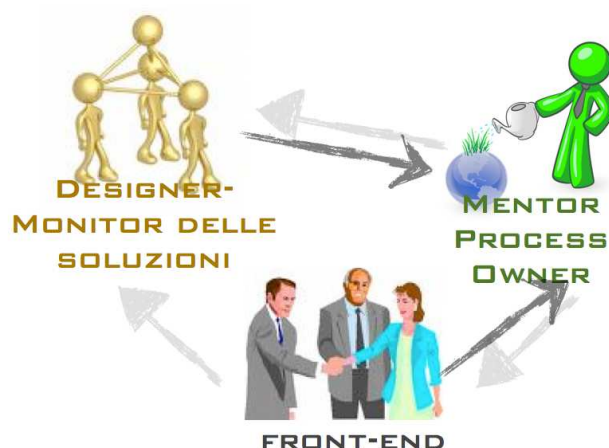 DESIGNER-
MONITOR DELLE
SOLUZIONI
MENTOR
PROCESS
OWNER
FRONT-END